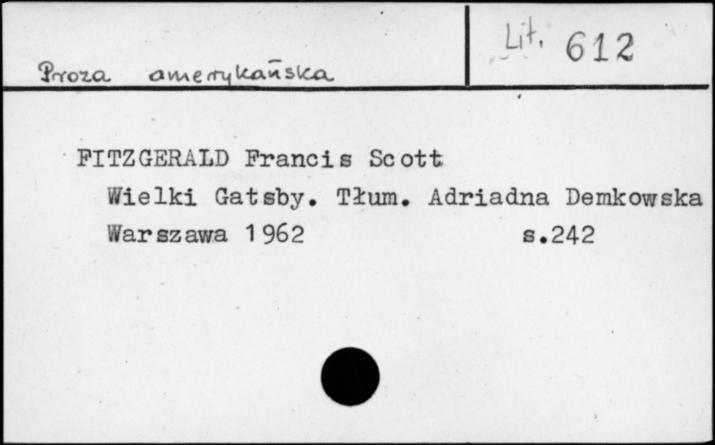 Proza amerykańska
Lit. 612
FITZGERALD Francis Scott
Wielki Gatsby. Tłum. Adriadna Demkowska
Warszawa 1962 s.242